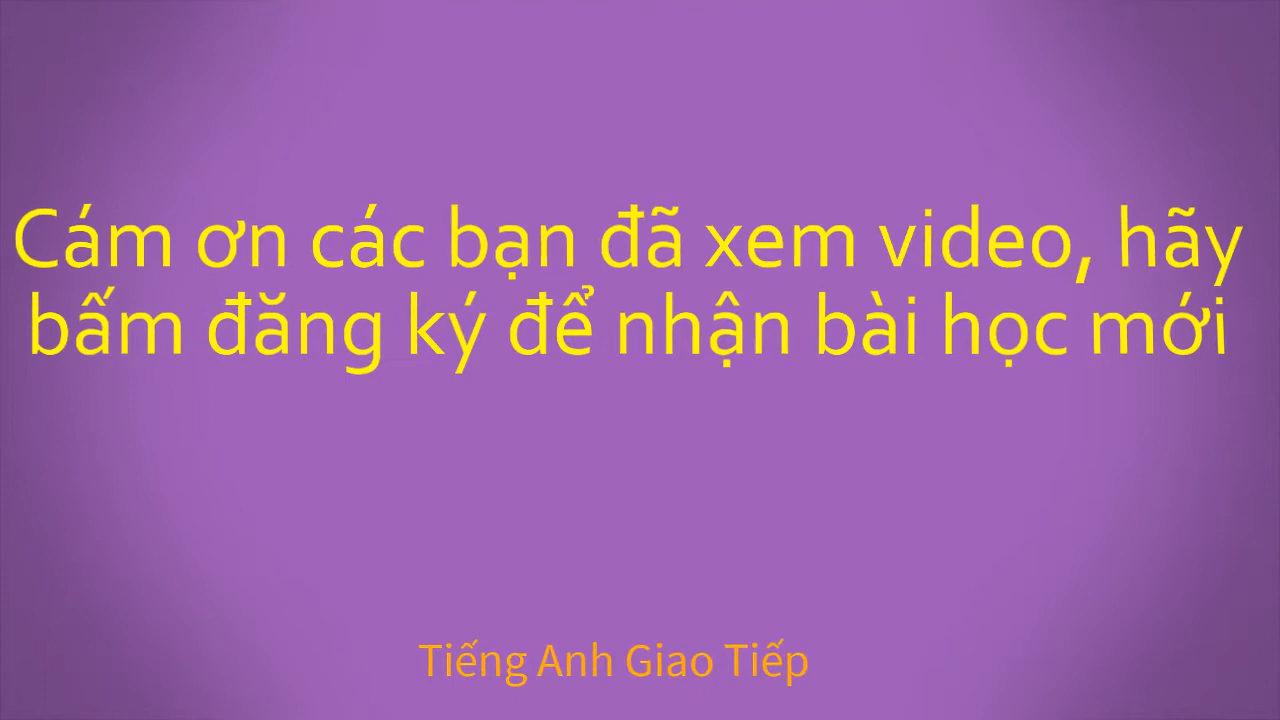 Cám ơn các bạn đã xem video, hãy
bấm đăng ký để nhận bài học mới
Tiếng Anh Giao Tiếp